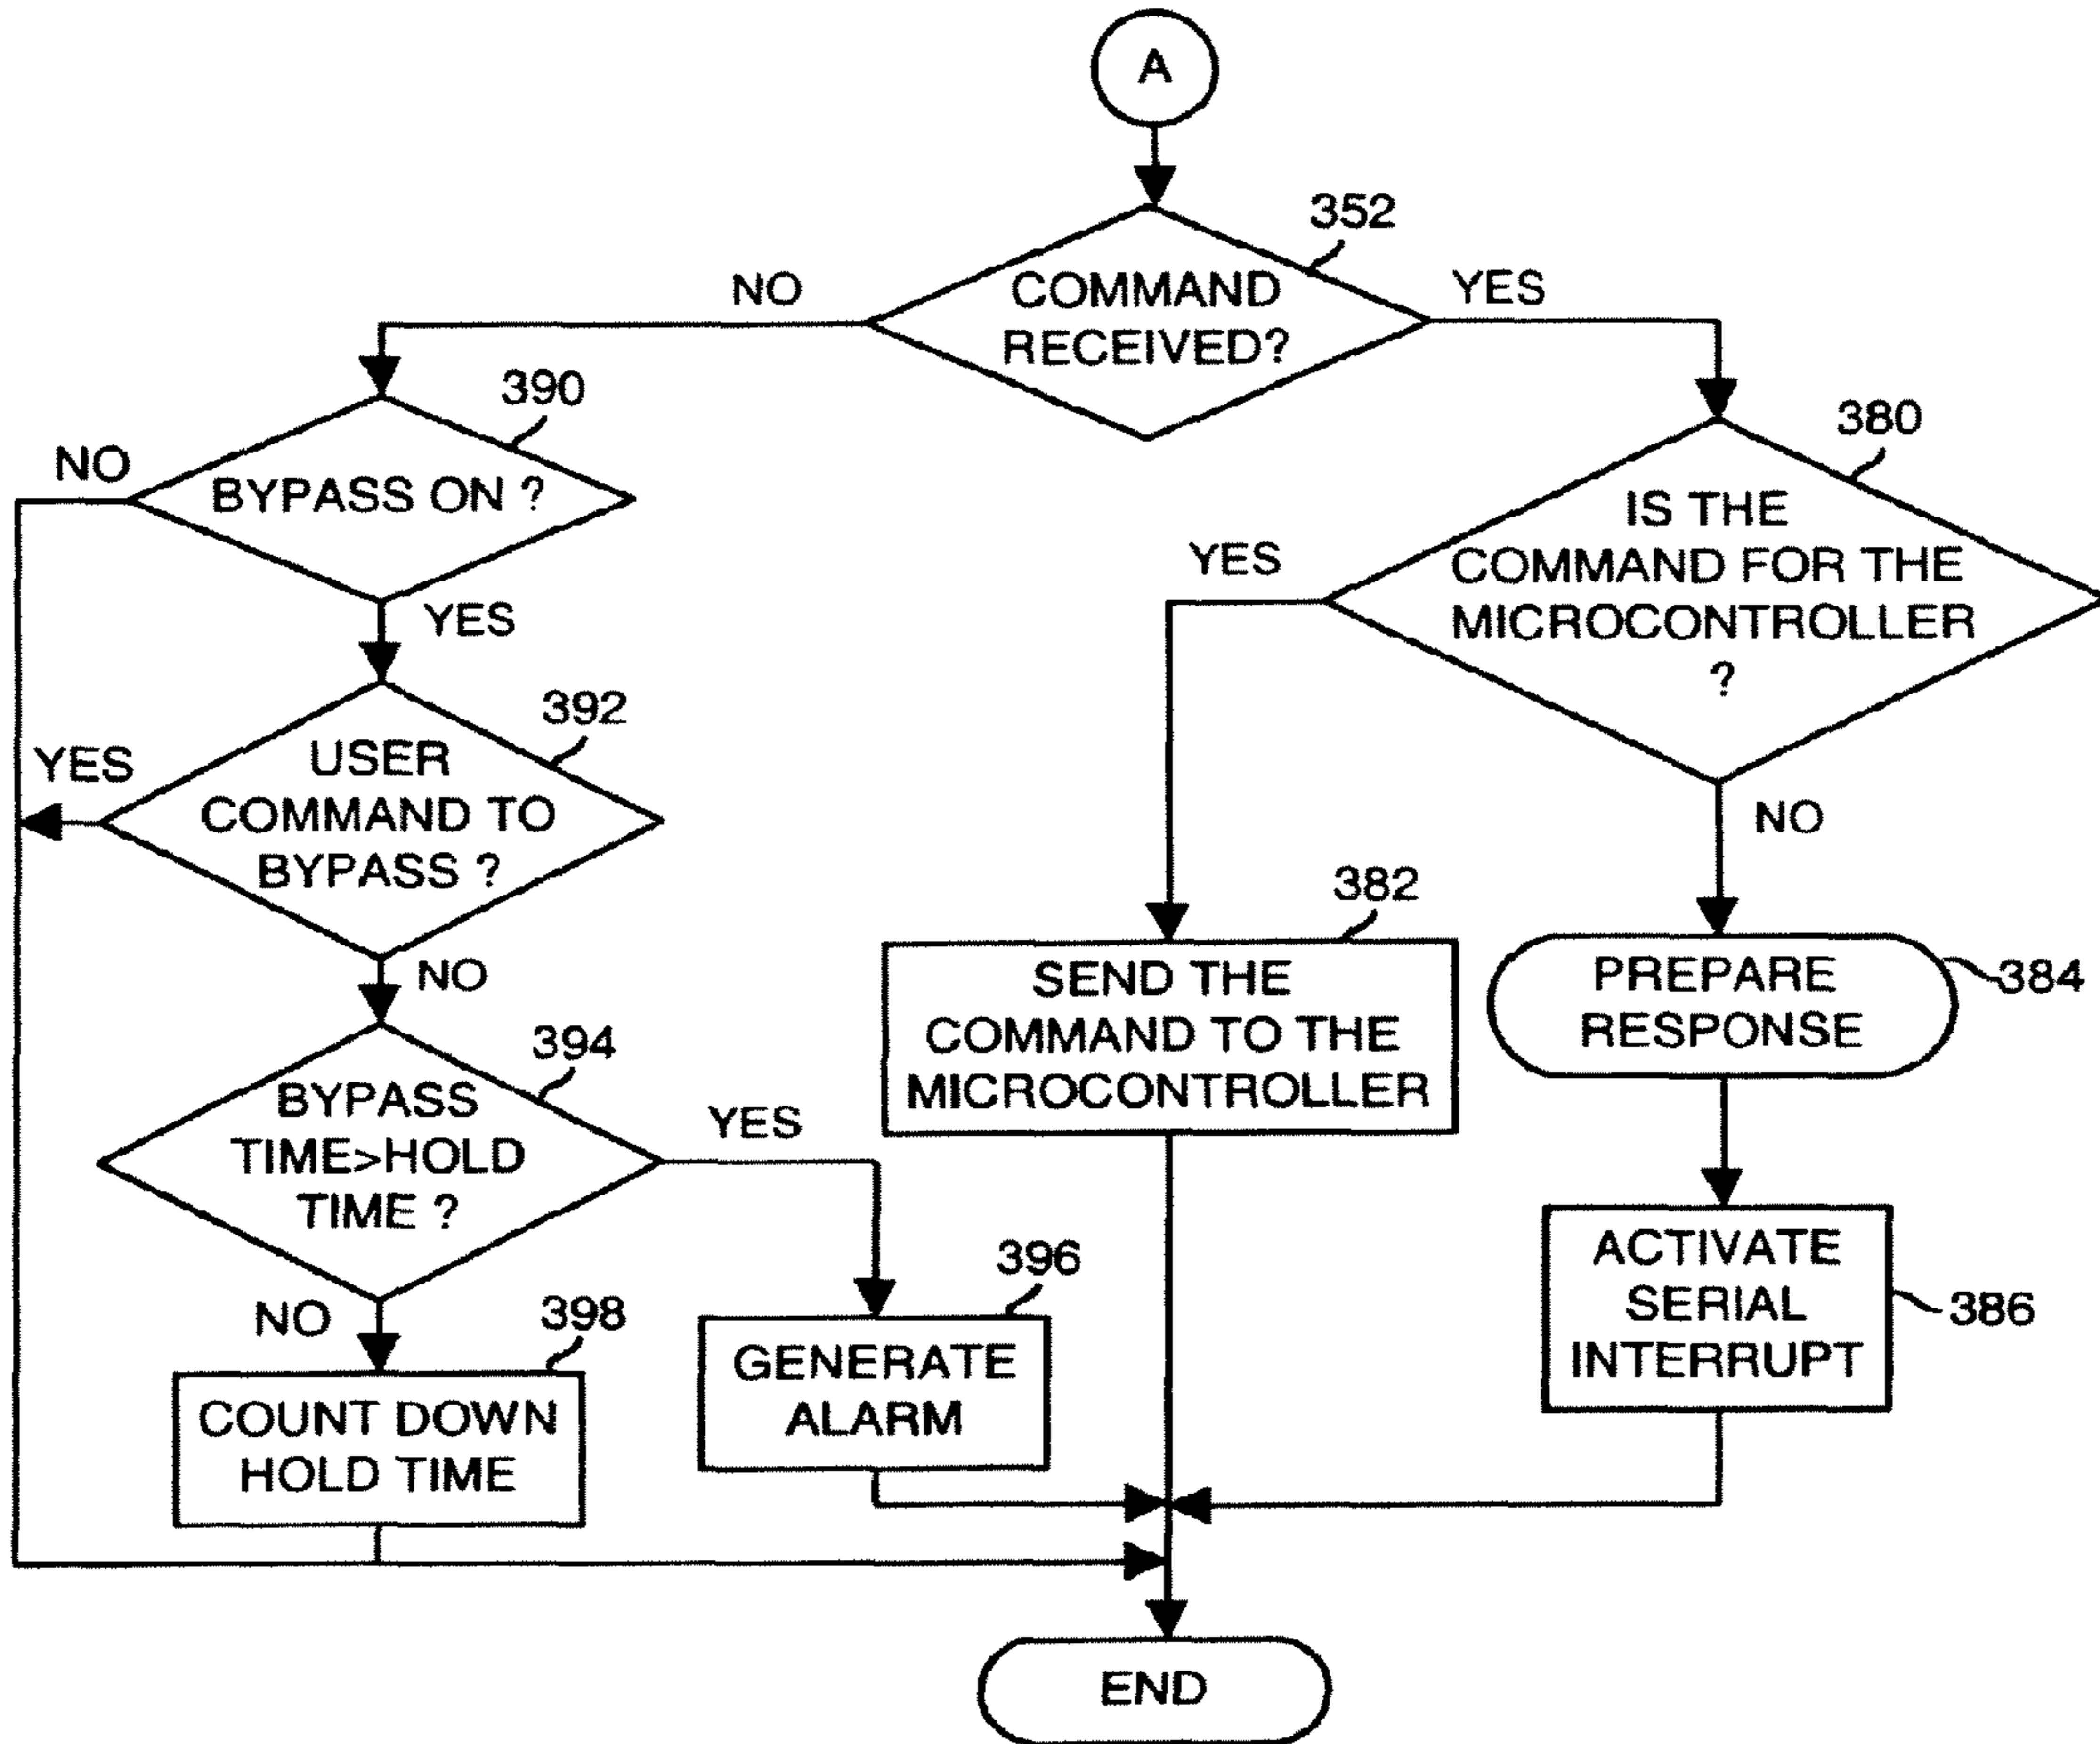 A
352
COMMAND
RECEIVED?
NO
YES
390
BYPASS ON ?
NO
YES
380
IS THE
COMMAND FOR THE
MICROCONTROLLER
?
YES
NO
392
USER
COMMAND TO
BYPASS ?
YES
NO
382
SEND THE
COMMAND TO THE
MICROCONTROLLER
384
PREPARE
RESPONSE
394
BYPASS
TIME>HOLD
TIME ?
YES
NO
386
ACTIVATE
SERIAL
INTERRUPT
396
GENERATE
ALARM
398
COUNT DOWN
HOLD TIME
END